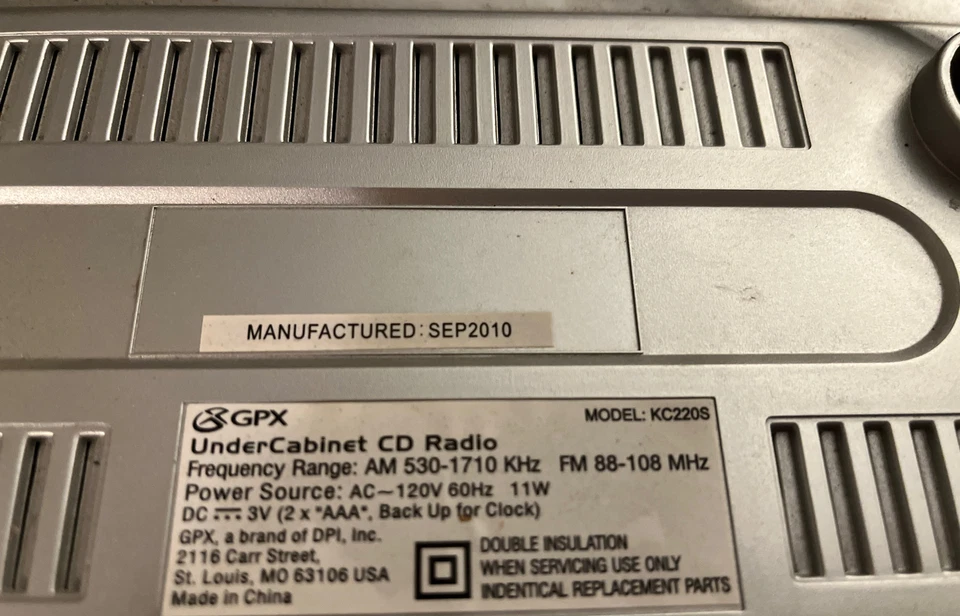 MANUFACTURED: SEP2010
GPX MODEL: KC220S
UnderCabinet CD Radio
Frequency Range: AM 530-1710 KHz FM 88-108 MHz
Power Source: AC~120V 60Hz 11W
DC ⎓ 3V (2 x "AAA", Back Up for Clock)
GPX, a brand of DPI, Inc.
2116 Carr Street,
St. Louis, MO 63106 USA
Made in China
DOUBLE INSULATION
WHEN SERVICING USE ONLY
INDENTICAL REPLACEMENT PARTS